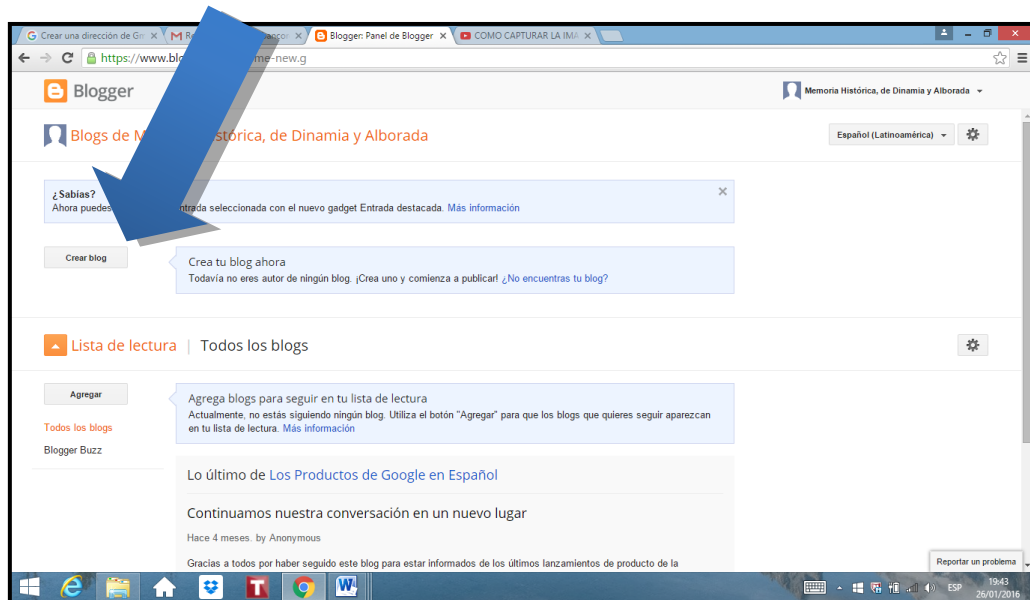 Crear una dirección de Gm
M
COMO CAPTURAR LA IMA
Blogger: Panel de Blogger
https://www.blo me-new.g
Blogger
Memoria Histórica, de Dinamia y Alborada
Blogs de M stórica, de Dinamia y Alborada
Español (Latinoamérica)
¿Sabías?
Ahora puedes ntrada seleccionada con el nuevo gadget Entrada destacada. Más información
Crear blog
Crea tu blog ahora
Todavía no eres autor de ningún blog. ¡Crea uno y comienza a publicar! ¿No encuentras tu blog?
Lista de lectura | Todos los blogs
Agregar
Agrega blogs para seguir en tu lista de lectura
Actualmente, no estás siguiendo ningún blog. Utiliza el botón "Agregar" para que los blogs que quieres seguir aparezcan
en tu lista de lectura. Más información
Todos los blogs
Blogger Buzz
Lo último de Los Productos de Google en Español
Continuamos nuestra conversación en un nuevo lugar
Hace 4 meses. by Anonymous
Gracias a todos por haber seguido este blog para estar informados de los últimos lanzamientos de producto de la
Reportar un problema
ESP
19:43
26/01/2016